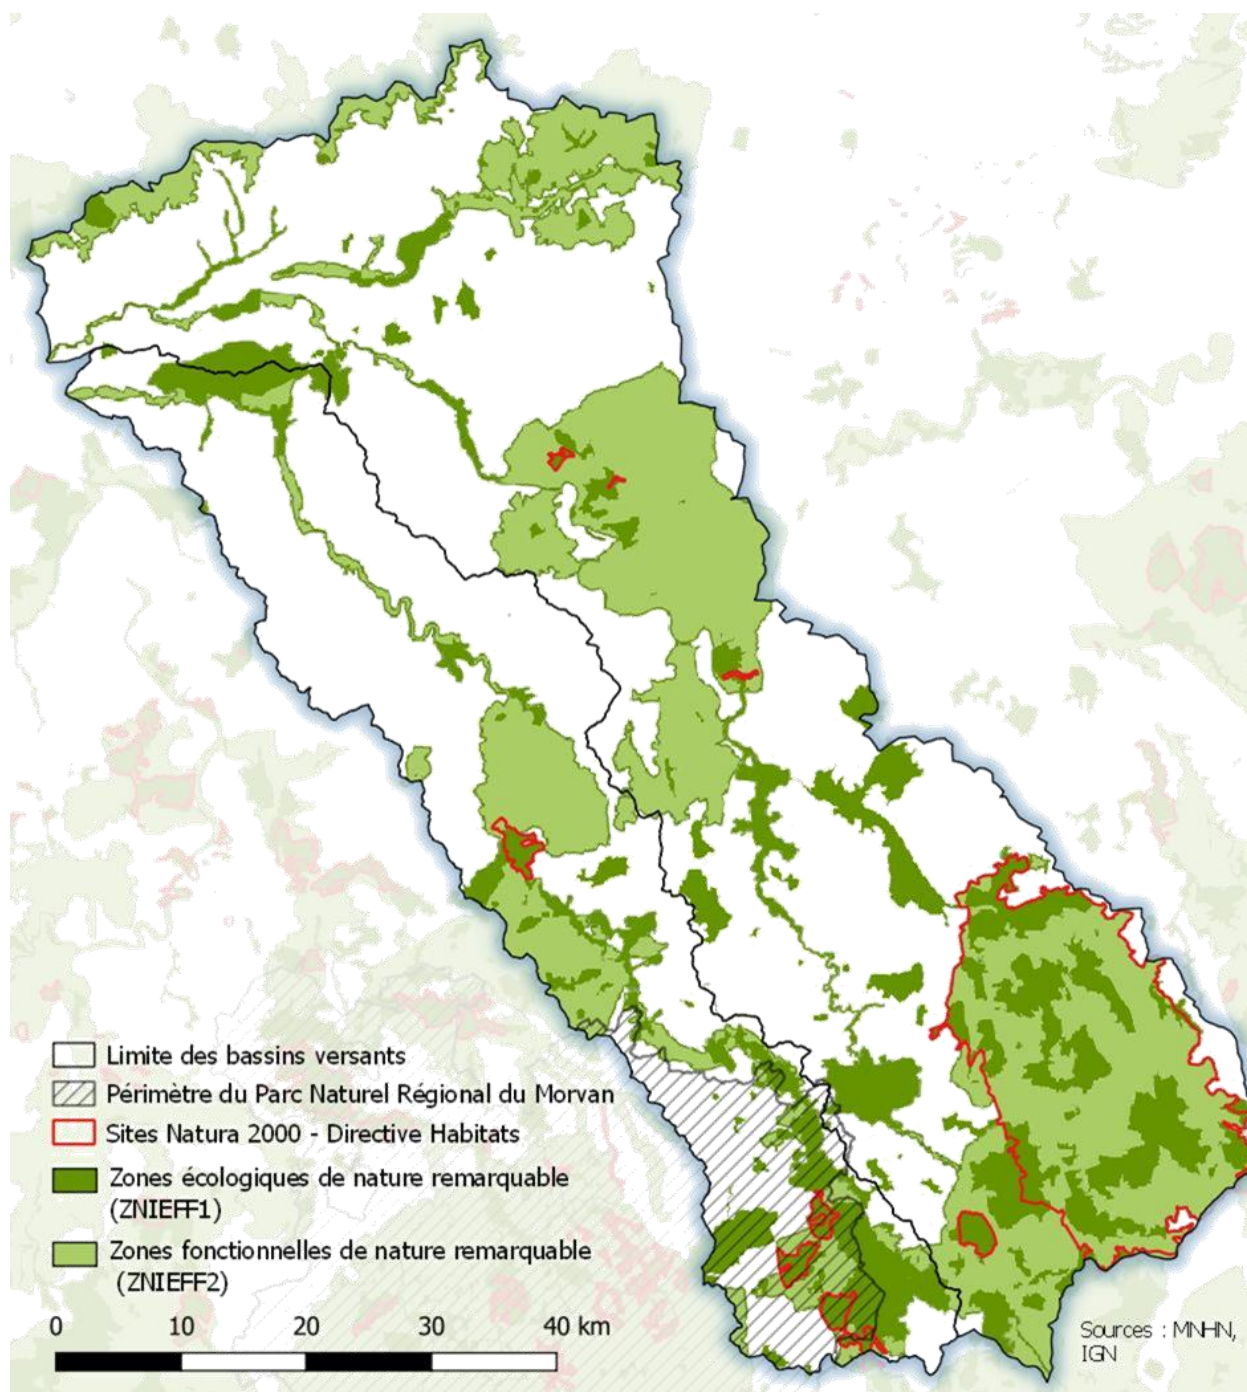 Limite des bassins versants
Périmètre du Parc Naturel Régional du Morvan
Sites Natura 2000 - Directive Habitats
Zones écologiques de nature remarquable
(ZNIEFF1)
Zones fonctionnelles de nature remarquable
(ZNIEFF2)
0 10 20 30 40 km
Sources : MNHN,
IGN